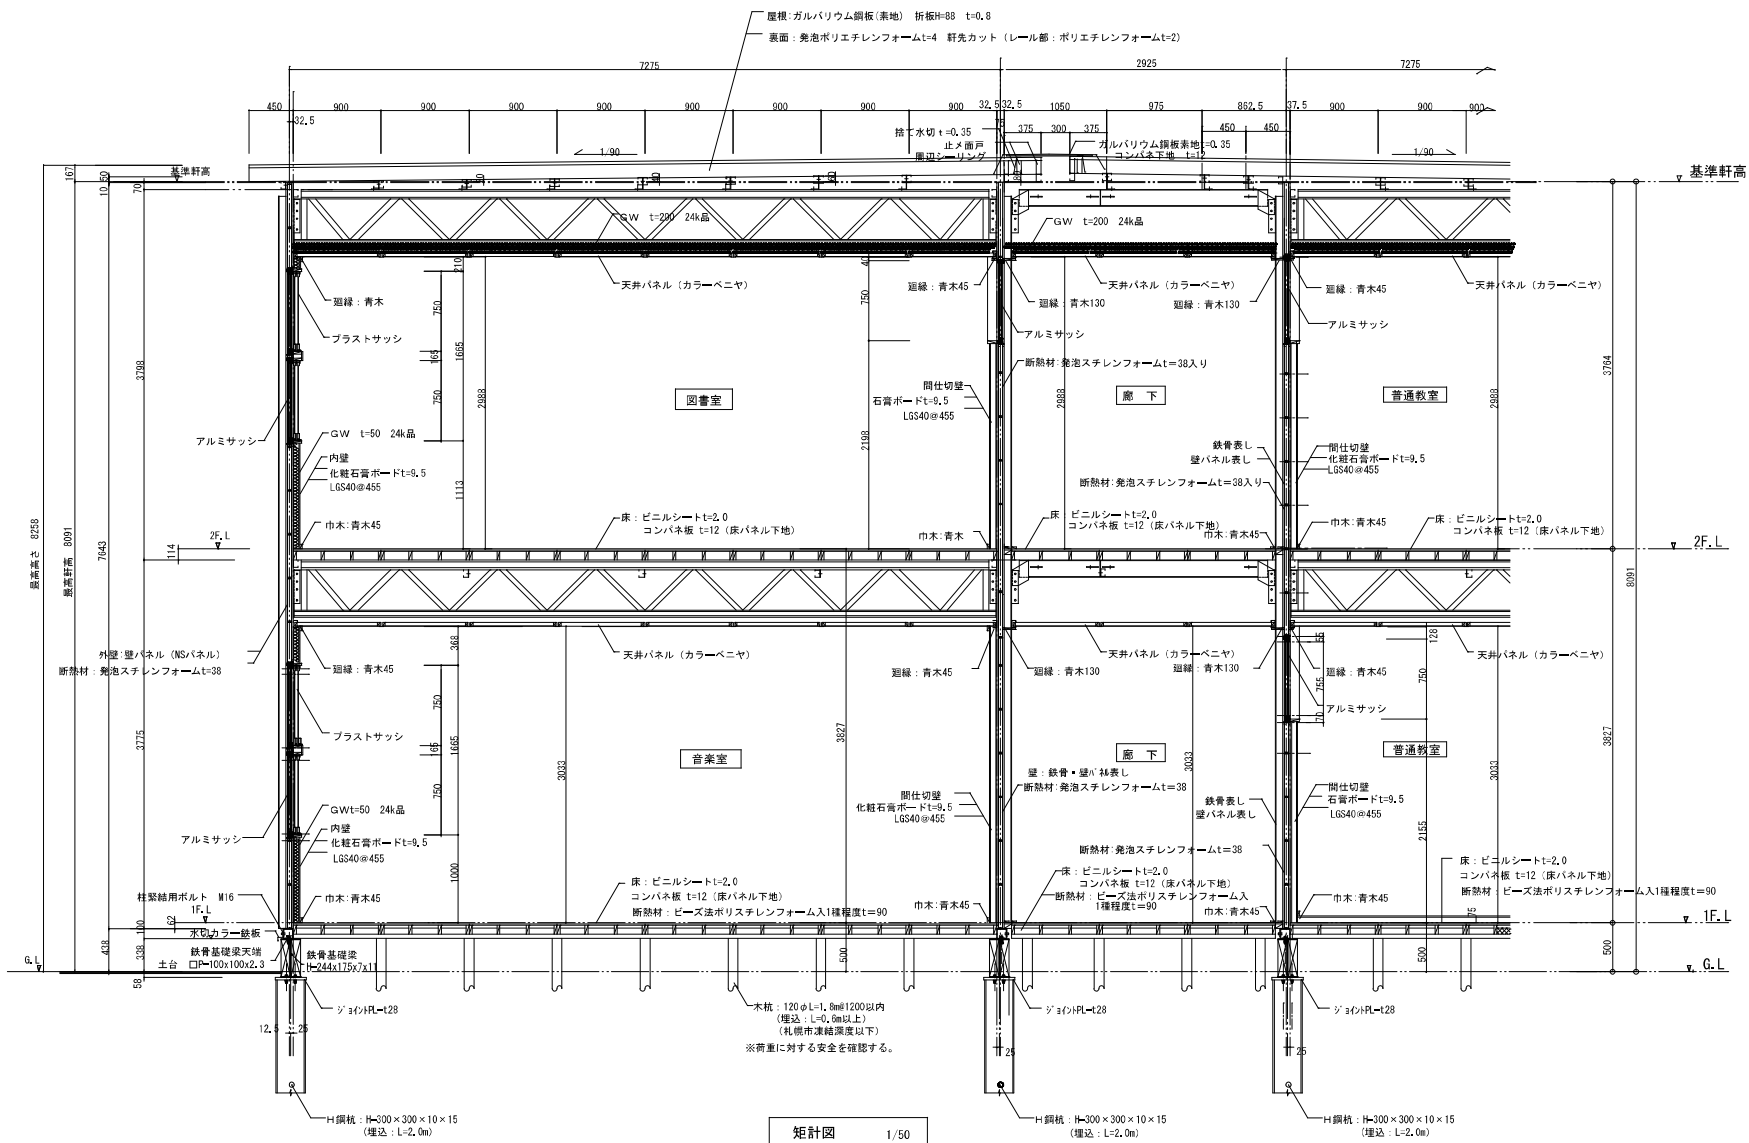 屋根:ガルバリウム鋼板(素地) 折板H=88 t=0.8
裏面:発泡ポリエチレンフォームt=4 軒先カット(レール部:ポリエチレンフォームt=2)
7275 2925 7275
450 900 900 900 900 900 900 900 900 32.5 32.5 1050 975 862.5 37.5 900 900 900
32.5
75
375 300 375 450 450
捨て水切 t=0.35
止メ面戸
周辺シーリング
ガルバリウム鋼板素地t=0.35
コンパネ下地 t=12
1/90 1/90
基準軒高 基準軒高
167 50 10 70
GW t=200 24k品 GW t=200 24k品
210 40
天井パネル(カラーベニヤ) 天井パネル(カラーベニヤ) 天井パネル(カラーベニヤ)
廻縁:青木 廻縁:青木45 廻縁:青木130 廻縁:青木130 廻縁:青木45
プラストサッシ アルミサッシ アルミサッシ
750 165 750 1665 2988 1113
750 2198 2988 2988
断熱材:発泡スチレンフォームt=38入り
3798 3764
図書室 廊 下 普通教室
間仕切壁
石膏ボードt=9.5
LGS40@455
アルミサッシ
GW t=50 24k品
内壁
化粧石膏ボードt=9.5
LGS40@455
鉄骨表し
壁パネル表し
間仕切壁
化粧石膏ボードt=9.5
LGS40@455
断熱材:発泡スチレンフォームt=38入り
巾木:青木45 巾木:青木 巾木:青木45 巾木:青木45
床:ビニルシートt=2.0
コンパネ板 t=12(床パネル下地)
床:ビニルシートt=2.0
コンパネ板 t=12(床パネル下地)
床:ビニルシートt=2.0
コンパネ板 t=12(床パネル下地)
2F.L 2F.L
114
最高高さ 8258
最高軒高 8091
7643
8091
外壁:壁パネル(NSパネル)
断熱材:発泡スチレンフォームt=38
天井パネル(カラーベニヤ) 天井パネル(カラーベニヤ) 天井パネル(カラーベニヤ)
廻縁:青木45 廻縁:青木45 廻縁:青木130 廻縁:青木130 廻縁:青木45
368 55 128
プラストサッシ アルミサッシ
750 165 750 1665 3033 1000
3827 3033 755 70 750 2155 3033
3775 3827
音楽室 廊 下 普通教室
壁:鉄骨・壁パネル表し
断熱材:発泡スチレンフォームt=38
間仕切壁
化粧石膏ボードt=9.5
LGS40@455
鉄骨表し
壁パネル表し
間仕切壁
石膏ボードt=9.5
LGS40@455
GWt=50 24k品
内壁
化粧石膏ボードt=9.5
LGS40@455
アルミサッシ
断熱材:発泡スチレンフォームt=38
床:ビニルシートt=2.0
コンパネ板 t=12(床パネル下地)
断熱材:ビーズ法ポリスチレンフォーム入1種程度t=90
床:ビニルシートt=2.0
コンパネ板 t=12(床パネル下地)
断熱材:ビーズ法ポリスチレンフォーム入
1種程度t=90
床:ビニルシートt=2.0
コンパネ板 t=12(床パネル下地)
断熱材:ビーズ法ポリスチレンフォーム入1種程度t=90
巾木:青木45 巾木:青木45 巾木:青木45 巾木:青木45
75
柱緊結用ボルト M16
1F.L 1F.L
62 100
水切カラー鉄板
鉄骨基礎梁天端
土台 □P-100x100x2.3
鉄骨基礎梁
H-244x175x7x11
438 338 58
500 500 500
G.L G.L
ジョイントPL-t28 ジョイントPL-t28 ジョイントPL-t28
木杭:120φL=1.8m@1200以内
(埋込:L=0.6m以上)
(札幌市凍結深度以下)
※荷重に対する安全を確認する。
12.5 25 25 25
H鋼杭:H-300×300×10×15
(埋込:L=2.0m)
H鋼杭:H-300×300×10×15
(埋込:L=2.0m)
H鋼杭:H-300×300×10×15
(埋込:L=2.0m)
矩計図 1/50